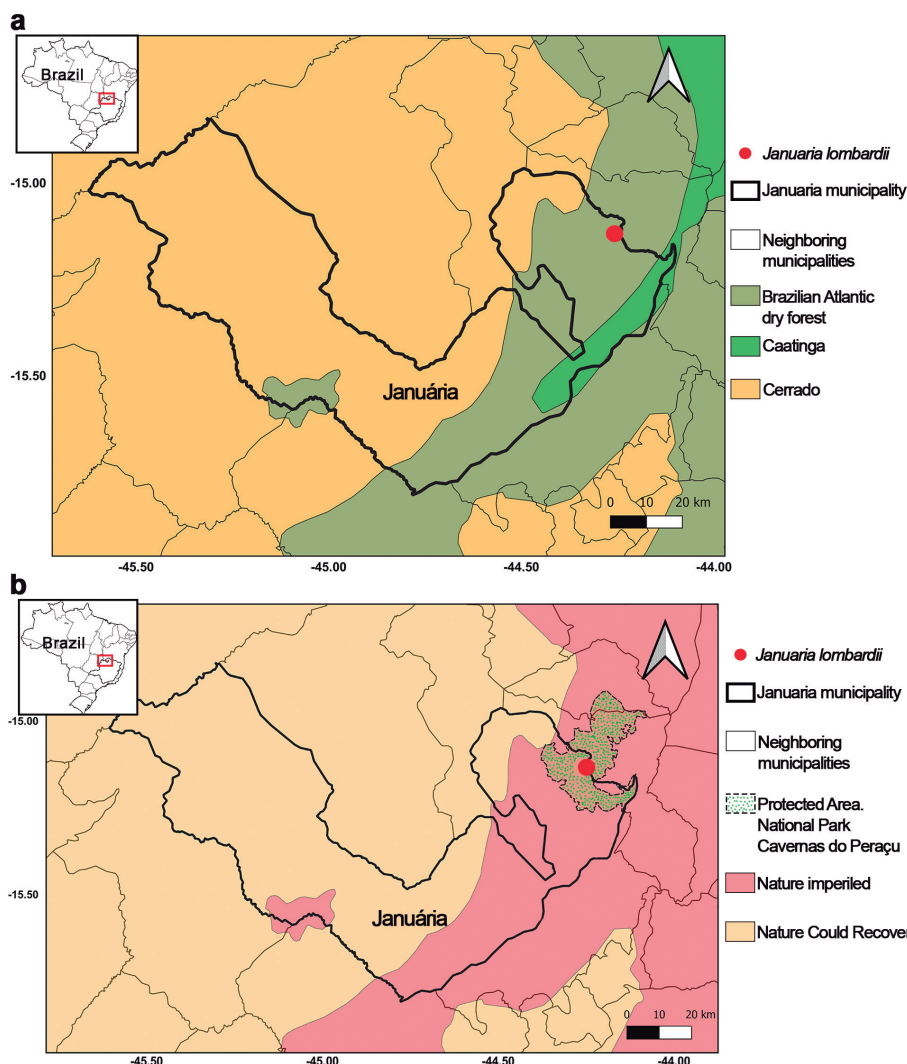 a
Brazil
-15.00
-15.50
Januária
0 10 20 km
-45.50 -45.00 -44.50 -44.00
Januaria lombardii
Januaria municipality
Neighboring
municipalities
Brazilian Atlantic
dry forest
Caatinga
Cerrado
b
Brazil
-15.00
-15.50
Januária
0 10 20 km
-45.50 -45.00 -44.50 -44.00
Januaria lombardii
Januaria municipality
Neighboring
municipalities
Protected Area.
National Park
Cavernas do Peraçu
Nature imperiled
Nature Could Recover